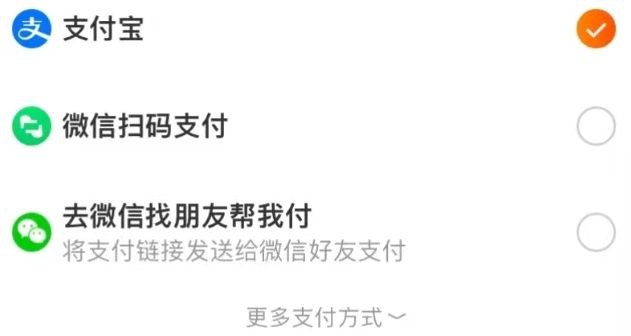 支付宝
微信扫码支付
去微信找朋友帮我付
将支付链接发送给微信好友支付
更多支付方式